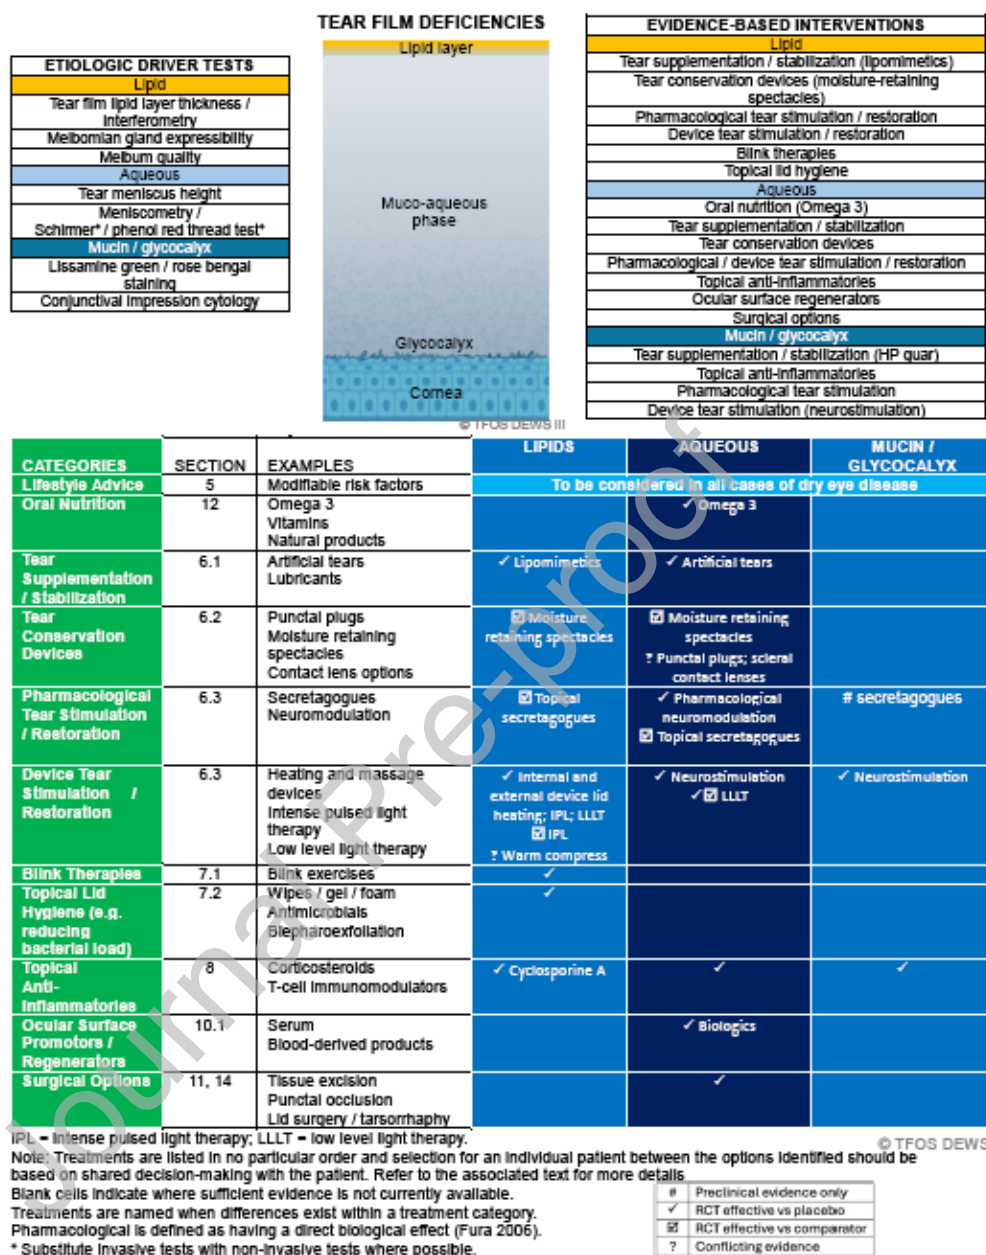 TEAR FILM DEFICIENCIES
Lipid layer
Muco-aqueous
phase
Glycocalyx
Cornea
© TFOS DEWS III
ETIOLOGIC DRIVER TESTS
Lipid
Tear film lipid layer thickness /
Interferometry
Meibomian gland expressibility
Meibum quality
Aqueous
Tear meniscus height
Meniscometry /
Schirmer* / phenol red thread test*
Mucin / glycocalyx
Lissamine green / rose bengal
staining
Conjunctival impression cytology
EVIDENCE-BASED INTERVENTIONS
Lipid
Tear supplementation / stabilization (lipomimetics)
Tear conservation devices (moisture-retaining
spectacles)
Pharmacological tear stimulation / restoration
Device tear stimulation / restoration
Blink therapies
Topical lid hygiene
Aqueous
Oral nutrition (Omega 3)
Tear supplementation / stabilization
Tear conservation devices
Pharmacological / device tear stimulation / restoration
Topical anti-inflammatories
Ocular surface regenerators
Surgical options
Mucin / glycocalyx
Tear supplementation / stabilization (HP guar)
Topical anti-inflammatories
Pharmacological tear stimulation
Device tear stimulation (neurostimulation)
CATEGORIES SECTION EXAMPLES LIPIDS AQUEOUS MUCIN /
GLYCOCALYX
Lifestyle Advice 5 Modifiable risk factors To be considered in all cases of dry eye disease
Oral Nutrition 12 Omega 3 ✓ Omega 3
Vitamins
Natural products
Tear 6.1 Artificial tears ✓ Lipomimetics ✓ Artificial tears
Supplementation Lubricants
/ Stabilization
Tear 6.2 Punctal plugs ☑ Moisture ☑ Moisture retaining
Conservation Moisture retaining retaining spectacles spectacles
Devices spectacles ? Punctal plugs; scleral
Contact lens options contact lenses
Pharmacological 6.3 Secretagogues ☑ Topical ✓ Pharmacological # secretagogues
Tear Stimulation Neuromodulation secretagogues neuromodulation
/ Restoration ☑ Topical secretagogues
Device Tear 6.3 Heating and massage ✓ Internal and ✓ Neurostimulation ✓ Neurostimulation
Stimulation / devices external device lid ✓☑ LLLT
Restoration Intense pulsed light heating; IPL; LLLT
therapy ☑ IPL
Low level light therapy ? Warm compress
Blink Therapies 7.1 Blink exercises ✓
Topical Lid 7.2 Wipes / gel / foam ✓
Hygiene (e.g. Antimicrobials
reducing Blepharoexfoliation
bacterial load)
Topical 8 Corticosteroids ✓ Cyclosporine A ✓ ✓
Anti- T-cell immunomodulators
inflammatories
Ocular Surface 10.1 Serum ✓ Biologics
Promotors / Blood-derived products
Regenerators
Surgical Options 11, 14 Tissue excision ✓
Punctal occlusion
Lid surgery / tarsorrhaphy
IPL = Intense pulsed light therapy; LLLT = low level light therapy.
© TFOS DEWS
Note: Treatments are listed in no particular order and selection for an individual patient between the options identified should be
based on shared decision-making with the patient. Refer to the associated text for more details
Blank cells indicate where sufficient evidence is not currently available.
Treatments are named when differences exist within a treatment category.
Pharmacological is defined as having a direct biological effect (Fura 2006).
* Substitute invasive tests with non-invasive tests where possible.
# Preclinical evidence only
✓ RCT effective vs placebo
☑ RCT effective vs comparator
? Conflicting evidence
Journal Pre-proof